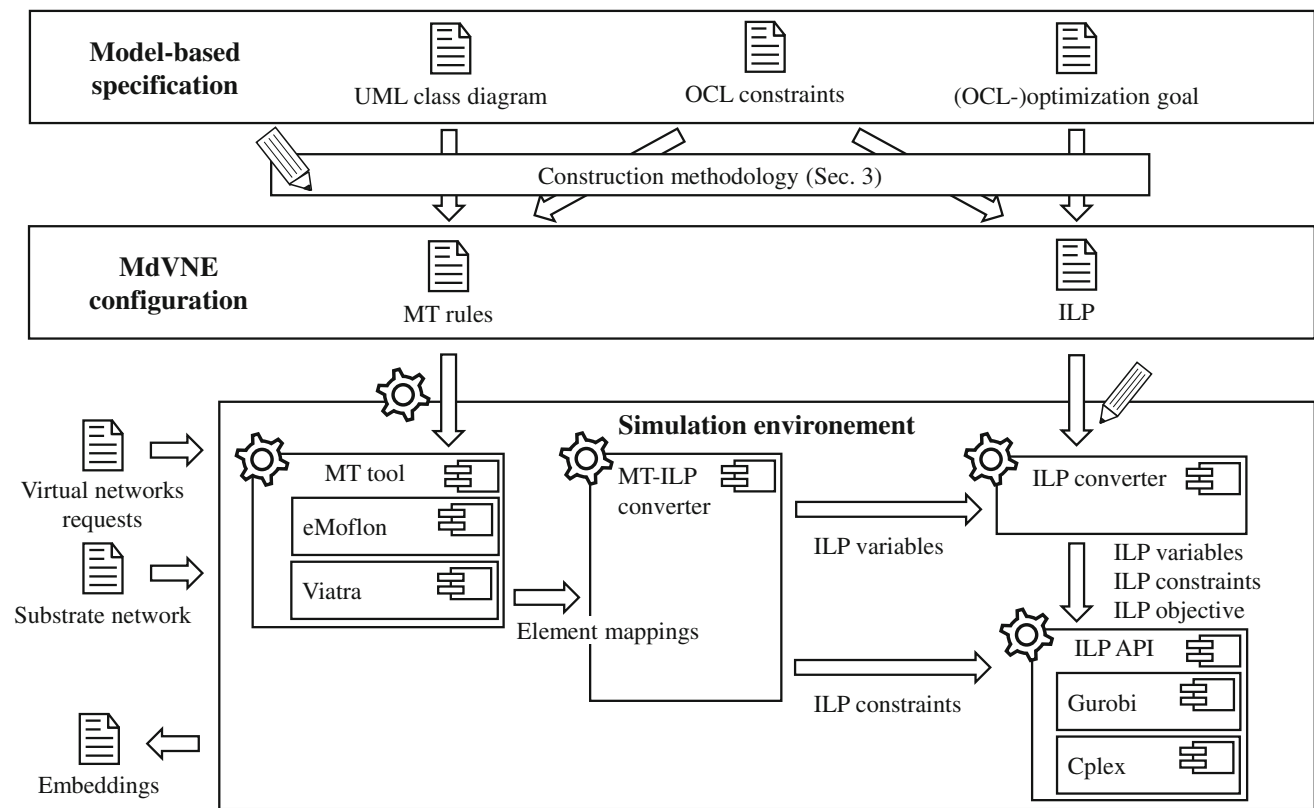 Model-based
specification
UML class diagram
OCL constraints
(OCL-)optimization goal
Construction methodology (Sec. 3)
MdVNE
configuration
MT rules
ILP
Simulation environement
Virtual networks
requests
Substrate network
Embeddings
MT tool
eMoflon
Viatra
Element mappings
MT-ILP
converter
ILP variables
ILP constraints
ILP converter
ILP variables
ILP constraints
ILP objective
ILP API
Gurobi
Cplex